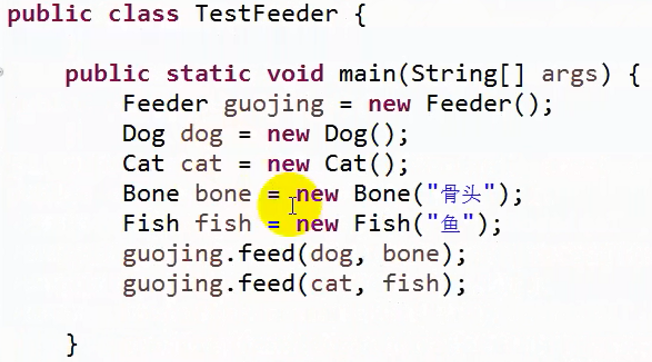 public class TestFeeder {
public static void main(String[] args) {
Feeder guojing = new Feeder();
Dog dog = new Dog();
Cat cat = new Cat();
Bone bone = new Bone("骨头");
Fish fish = new Fish("鱼");
guojing.feed(dog, bone);
guojing.feed(cat, fish);
}